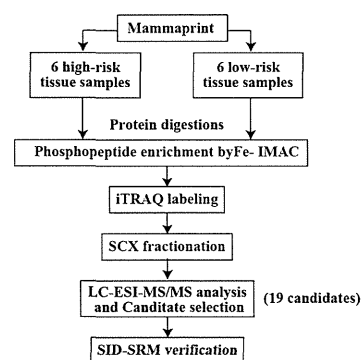 Mammaprint
6 high-risk
tissue samples
6 low-risk
tissue samples
Protein digestions
Phosphopeptide enrichment byFe- IMAC
iTRAQ labeling
SCX fractionation
LC-ESI-MS/MS analysis
and Canditate selection
(19 candidates)
SID-SRM verification